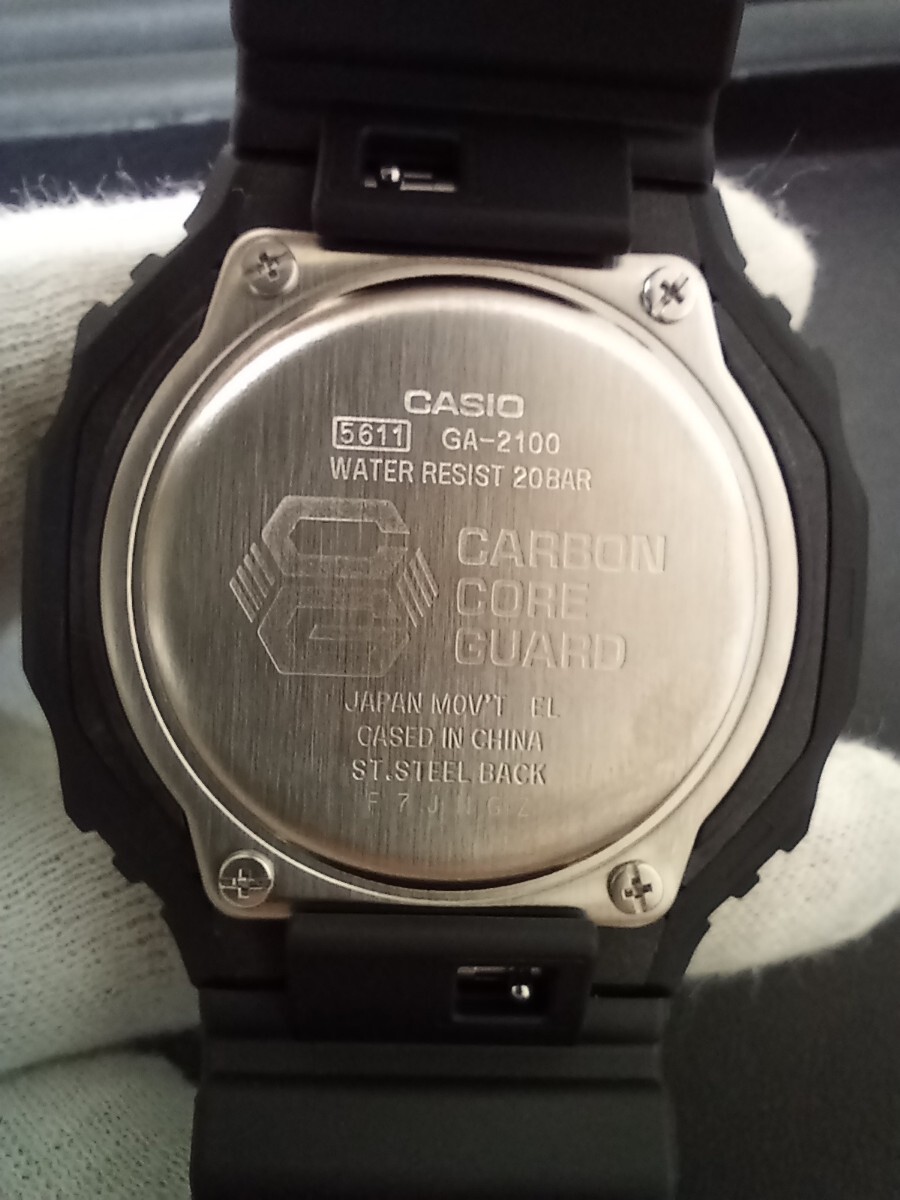 CASIO
5611 GA-2100
WATER RESIST 20BAR
CARBON
CORE
GUARD
JAPAN MOV'T EL
CASED IN CHINA
ST.STEEL BACK